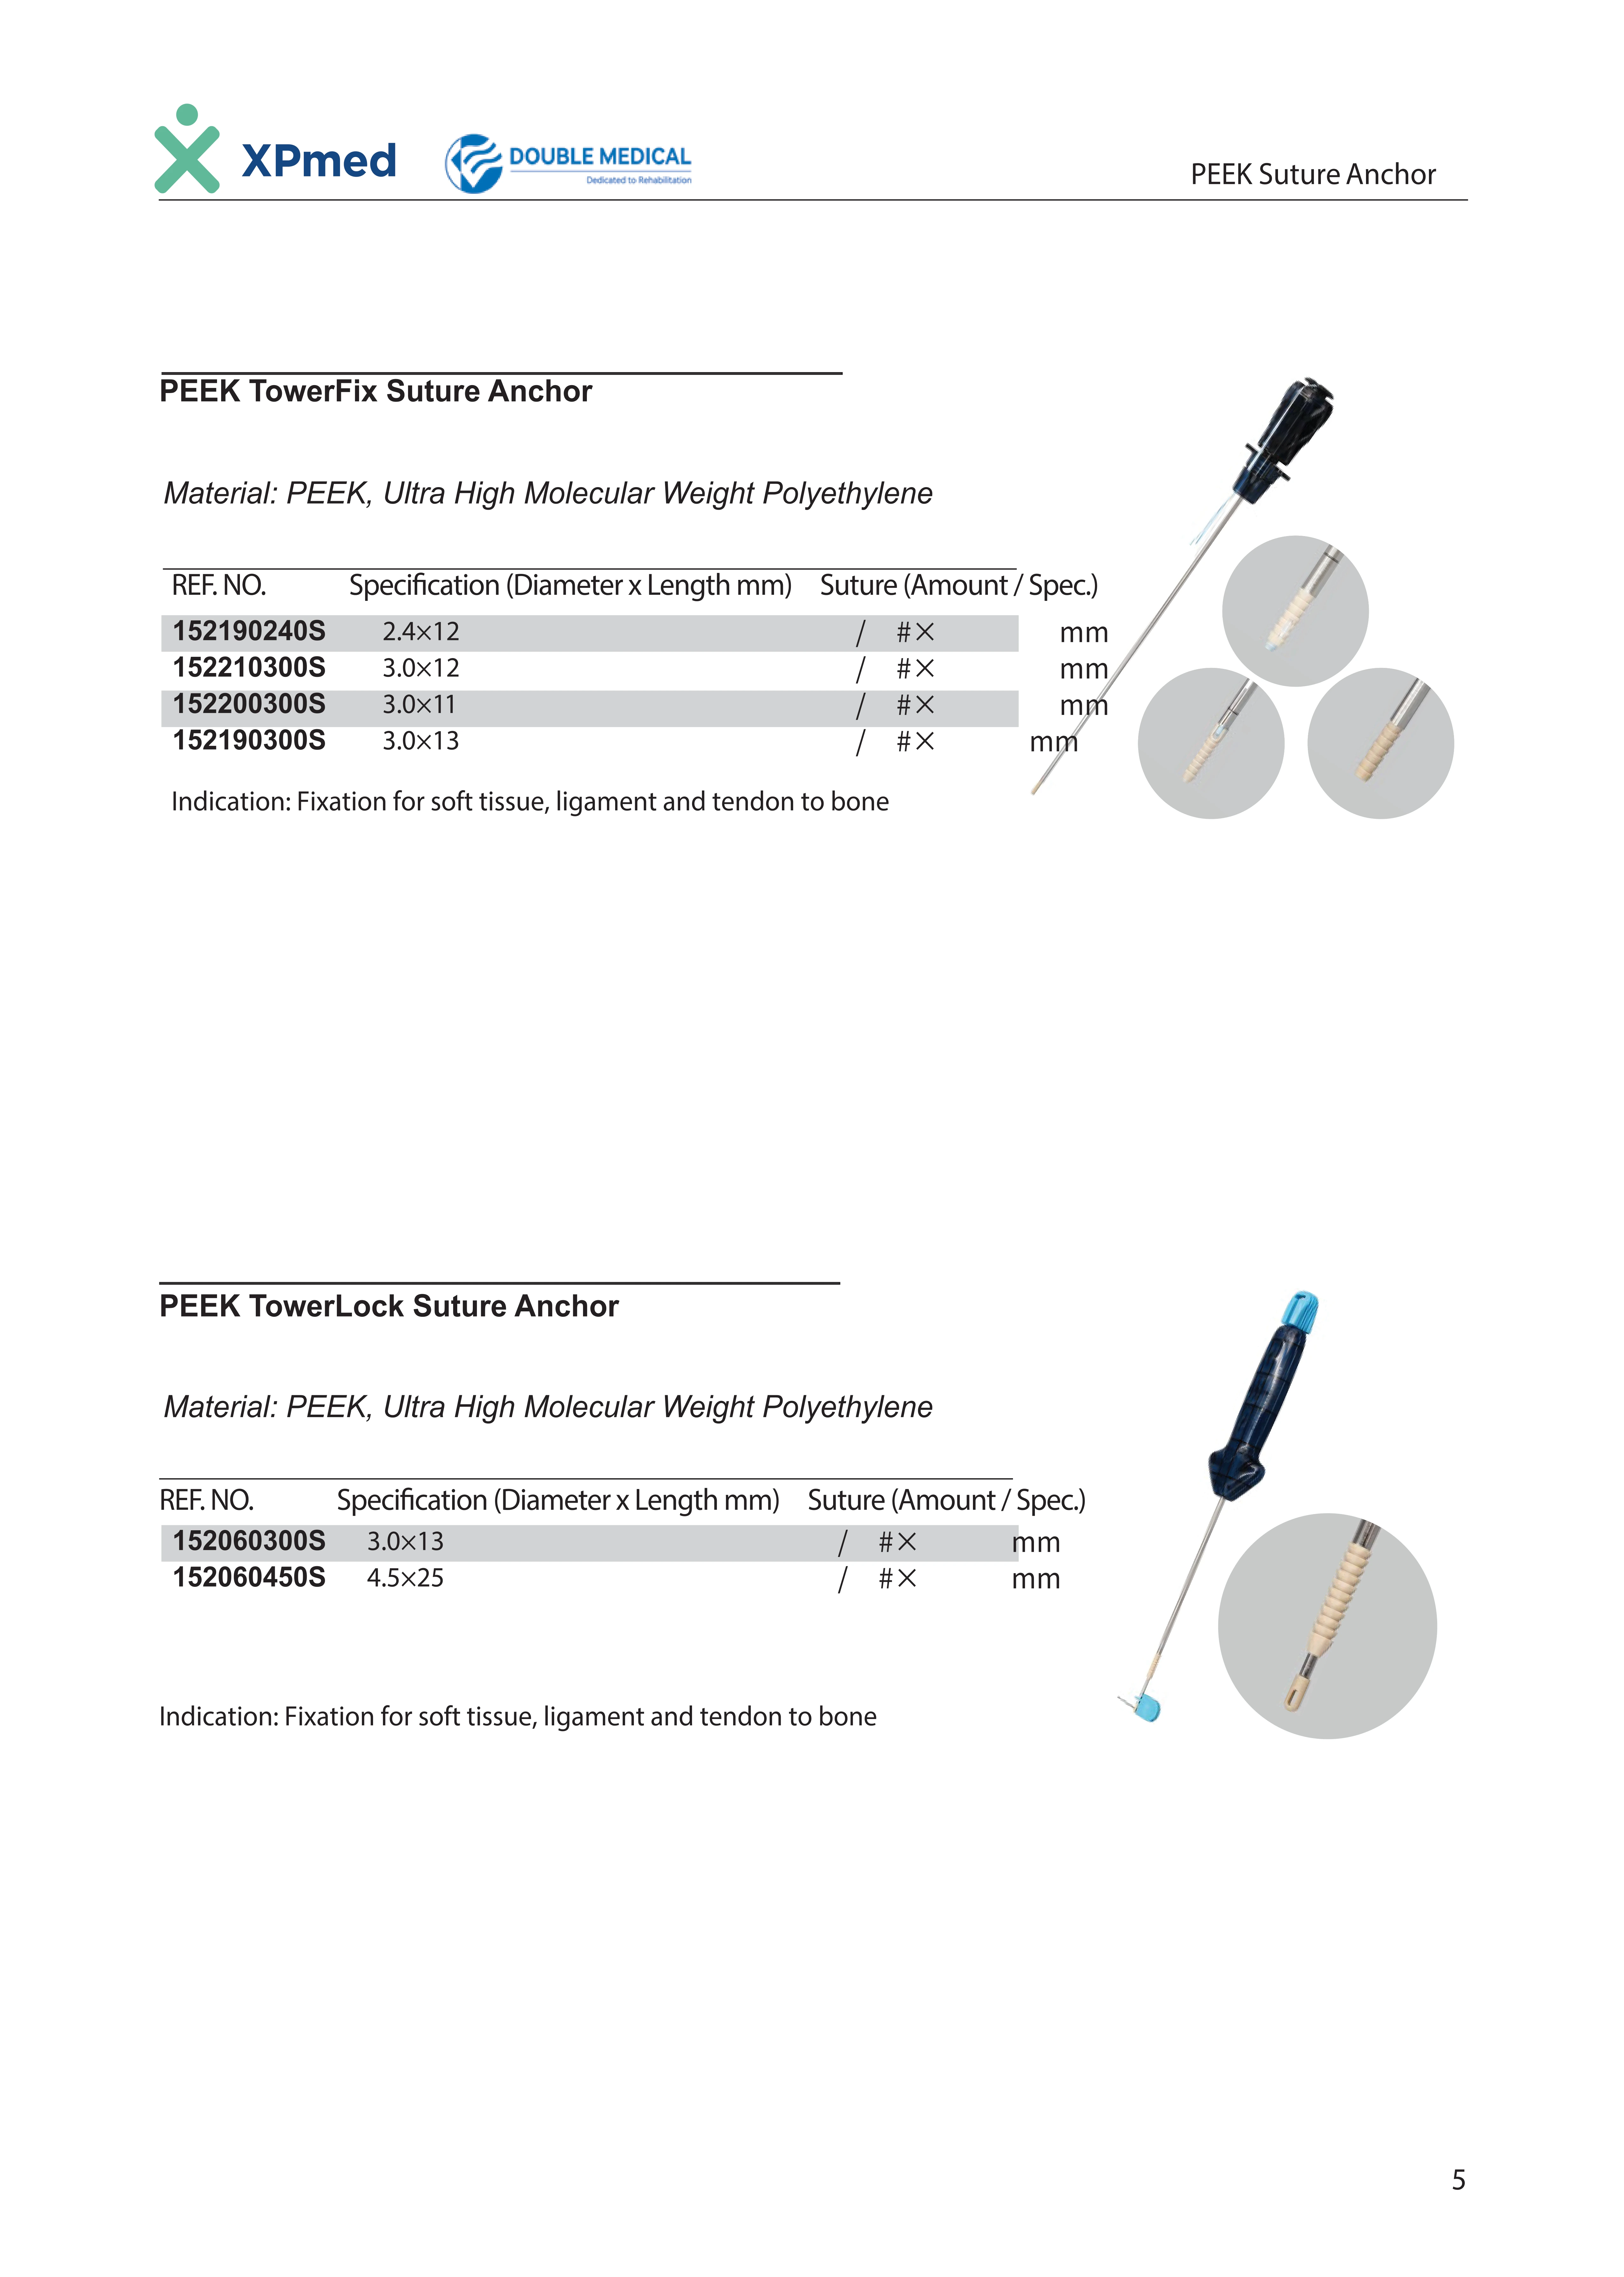 XPmed
DOUBLE MEDICAL
Dedicated to Rehabilitation
PEEK Suture Anchor
PEEK TowerFix Suture Anchor
Material: PEEK, Ultra High Molecular Weight Polyethylene
REF. NO. Specification (Diameter x Length mm) Suture (Amount / Spec.)
152190240S 2.4×12 / #× mm
152210300S 3.0×12 / #× mm
152200300S 3.0×11 / #× mm
152190300S 3.0×13 / #× mm
Indication: Fixation for soft tissue, ligament and tendon to bone
PEEK TowerLock Suture Anchor
Material: PEEK, Ultra High Molecular Weight Polyethylene
REF. NO. Specification (Diameter x Length mm) Suture (Amount / Spec.)
152060300S 3.0×13 / #× mm
152060450S 4.5×25 / #× mm
Indication: Fixation for soft tissue, ligament and tendon to bone
5